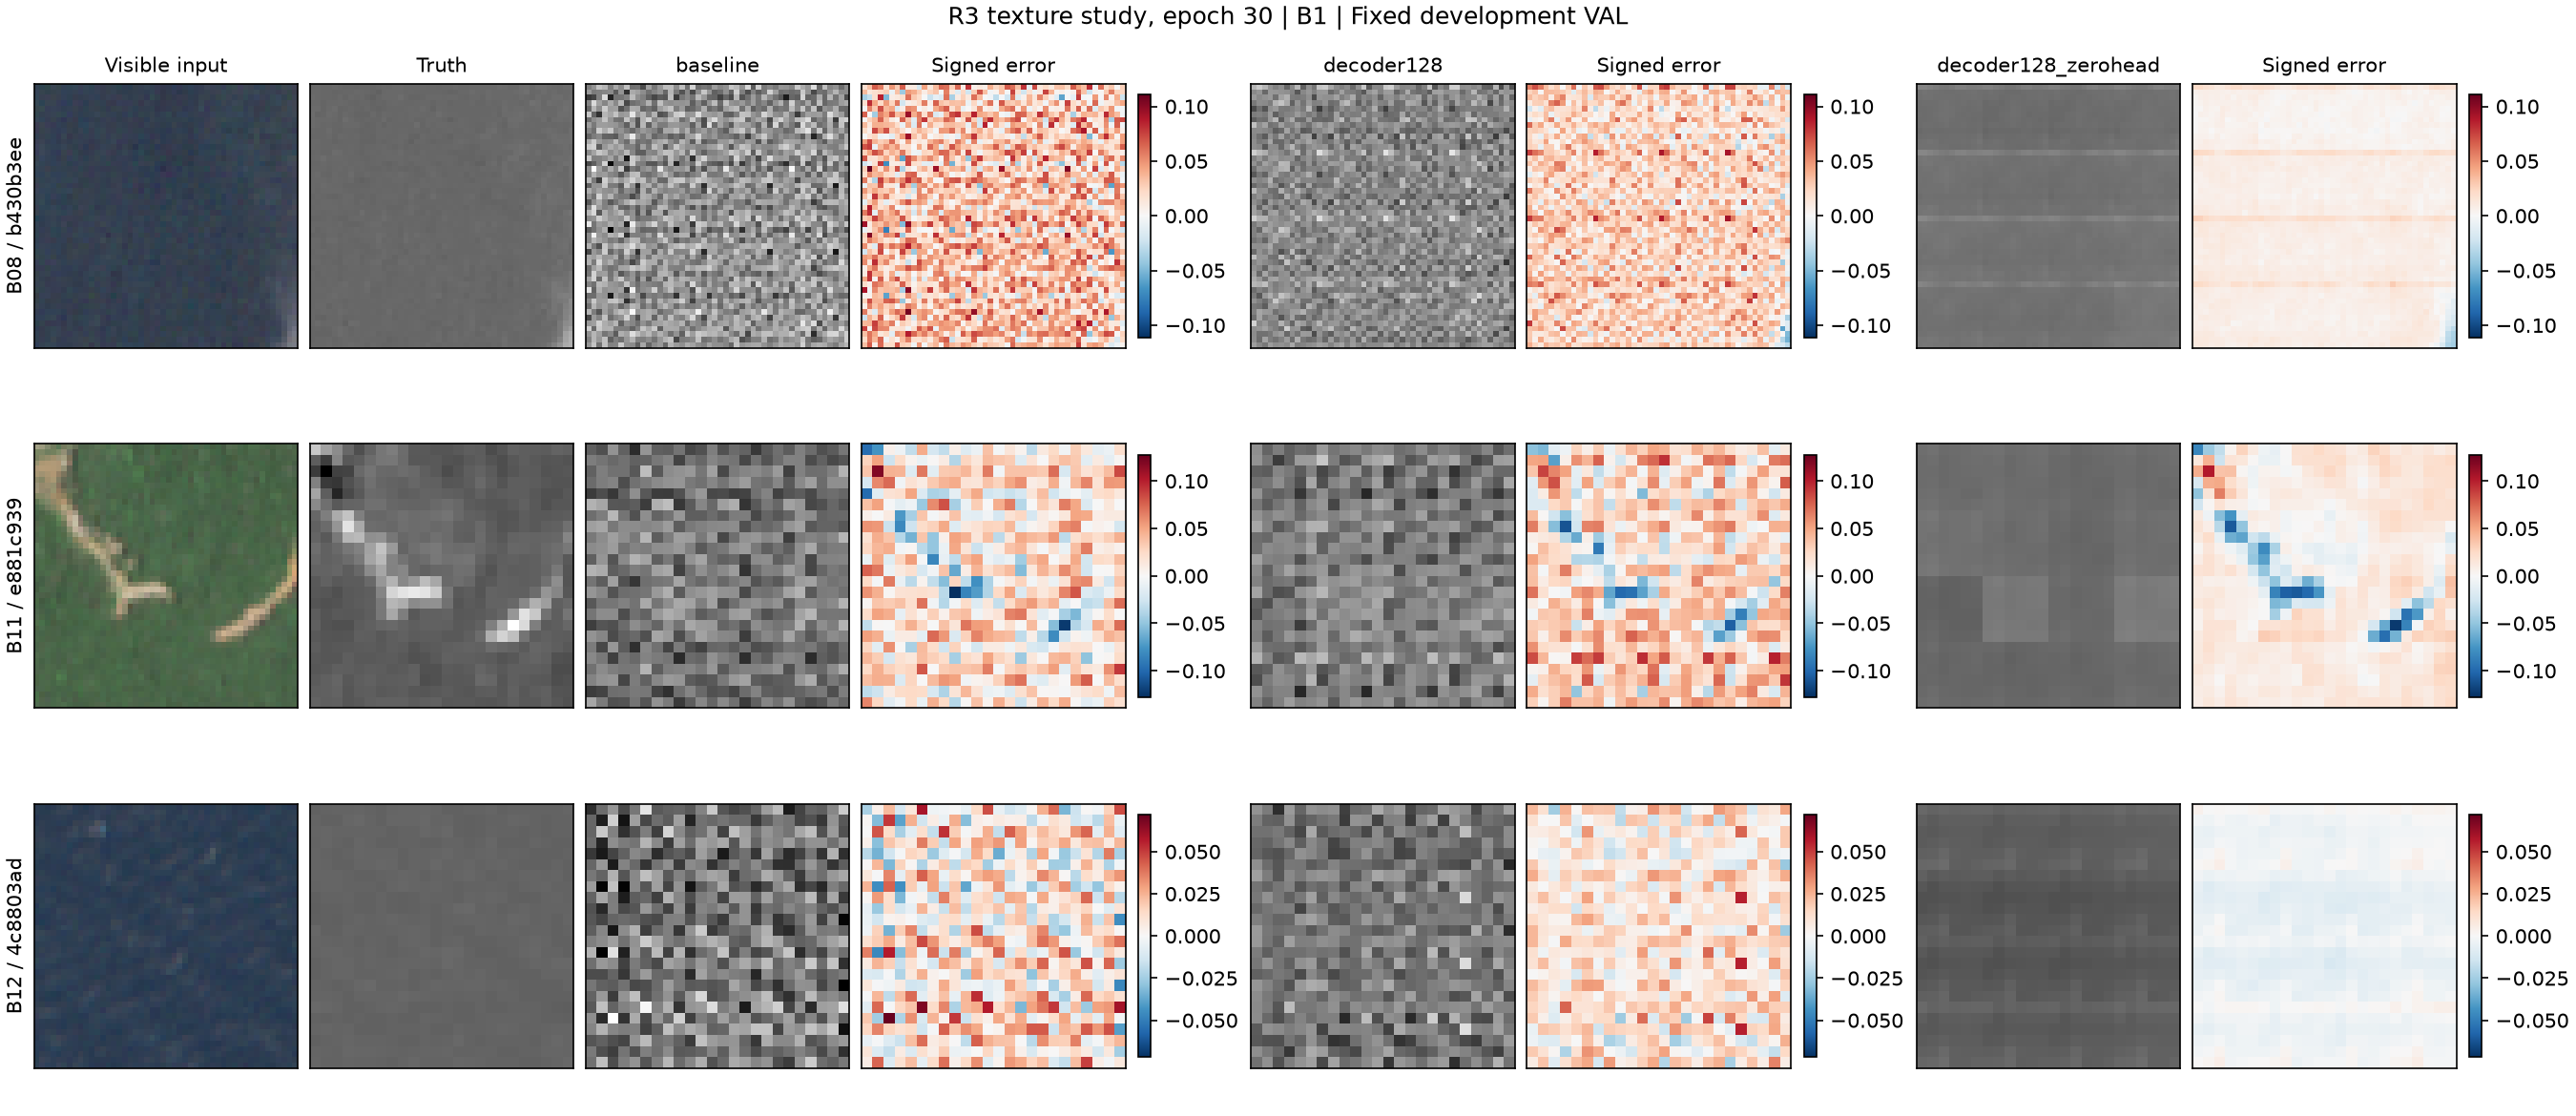 R3 texture study, epoch 30 | B1 | Fixed development VAL
Visible input Truth baseline Signed error decoder128 Signed error decoder128_zerohead Signed error
B08 / b430b3ee
0.10 0.10 0.10
0.05 0.05 0.05
0.00 0.00 0.00
−0.05 −0.05 −0.05
−0.10 −0.10 −0.10
B11 / e881c939
0.10 0.10 0.10
0.05 0.05 0.05
0.00 0.00 0.00
−0.05 −0.05 −0.05
−0.10 −0.10 −0.10
B12 / 4c8803ad
0.050 0.050 0.050
0.025 0.025 0.025
0.000 0.000 0.000
−0.025 −0.025 −0.025
−0.050 −0.050 −0.050